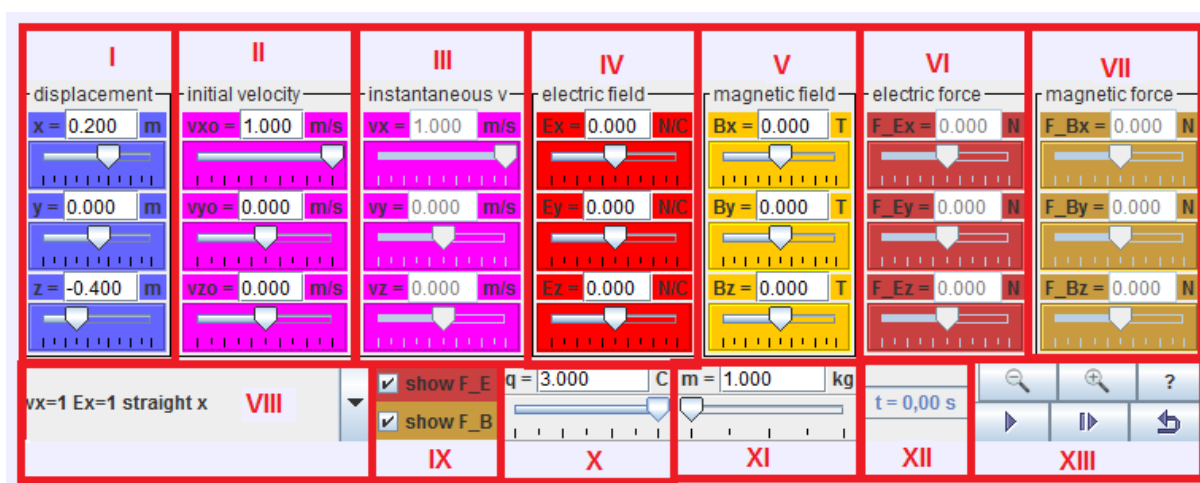 I II III IV V VI VII
displacement initial velocity instantaneous v electric field magnetic field electric force magnetic force
x = 0.200 m vxo = 1.000 m/s vx = 1.000 m/s Ex = 0.000 N/C Bx = 0.000 T F_Ex = 0.000 N F_Bx = 0.000 N
y = 0.000 m vyo = 0.000 m/s vy = 0.000 m/s Ey = 0.000 N/C By = 0.000 T F_Ey = 0.000 N F_By = 0.000 N
z = -0.400 m vzo = 0.000 m/s vz = 0.000 m/s Ez = 0.000 N/C Bz = 0.000 T F_Ez = 0.000 N F_Bz = 0.000 N
show F_E q = 3.000 C m = 1.000 kg ?
vx=1 Ex=1 straight x VIII t = 0,00 s
show F_B
IX X XI XII XIII